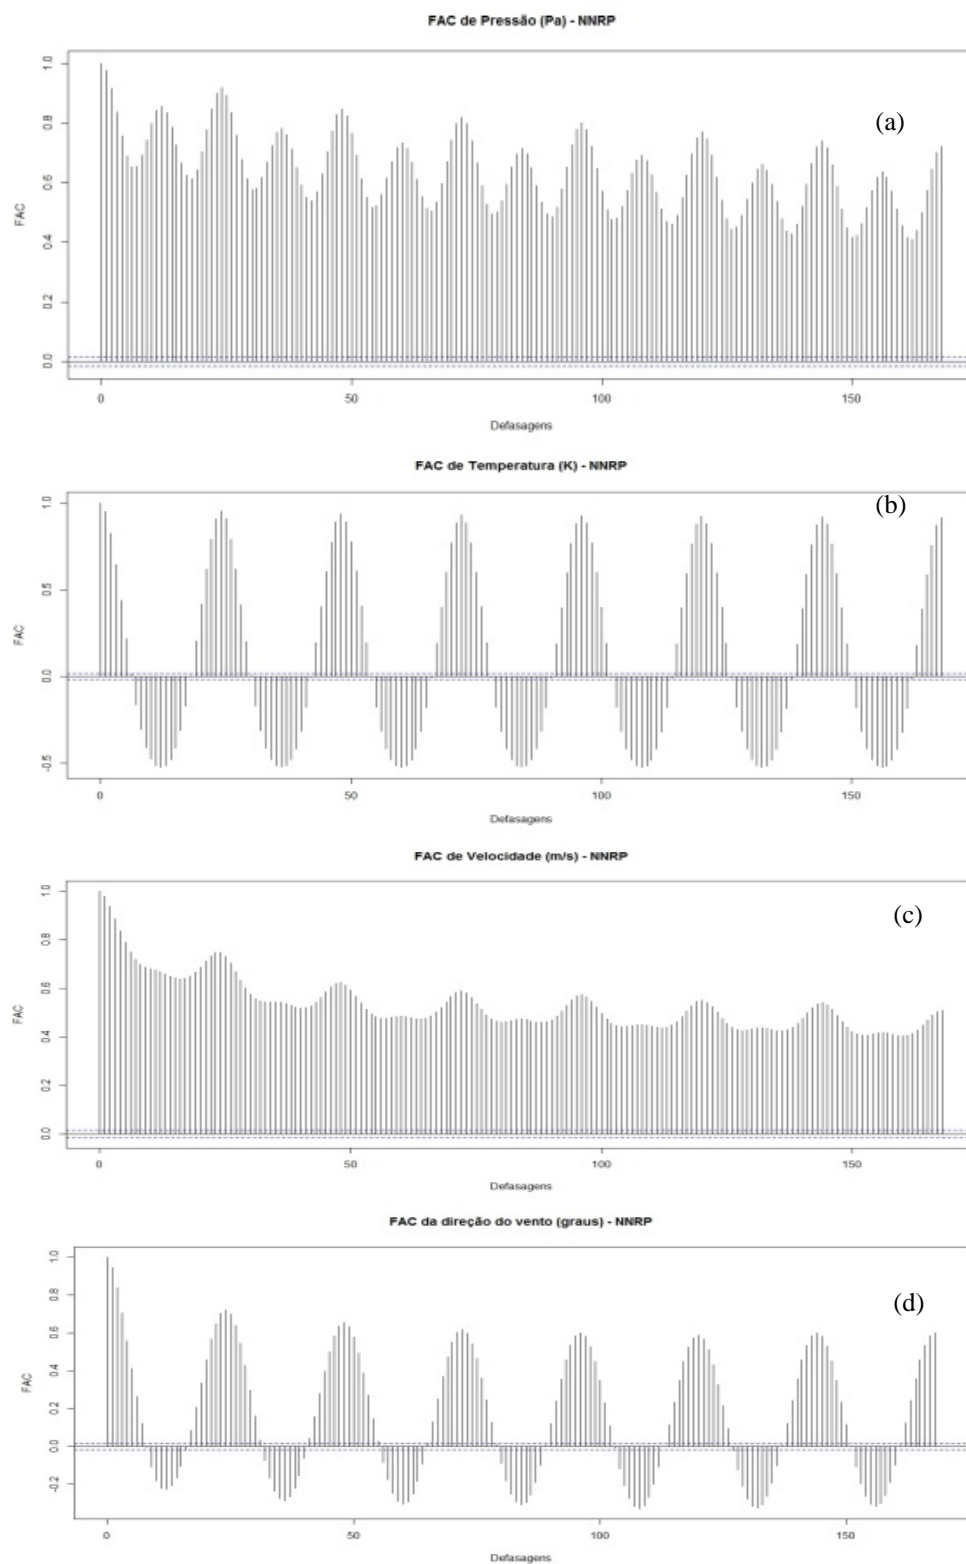 FAC de Pressão (Pa) - NNRP
(a)
FAC
1.0
0.8
0.6
0.4
0.2
0.0
0 50 100 150
Defasagens
FAC de Temperatura (K) - NNRP
(b)
FAC
1.0
0.5
0.0
-0.5
0 50 100 150
Defasagens
FAC de Velocidade (m/s) - NNRP
(c)
FAC
1.0
0.8
0.6
0.4
0.2
0.0
0 50 100 150
Defasagens
FAC da direção do vento (graus) - NNRP
(d)
FAC
1.0
0.8
0.6
0.4
0.2
0.0
-0.2
0 50 100 150
Defasagens